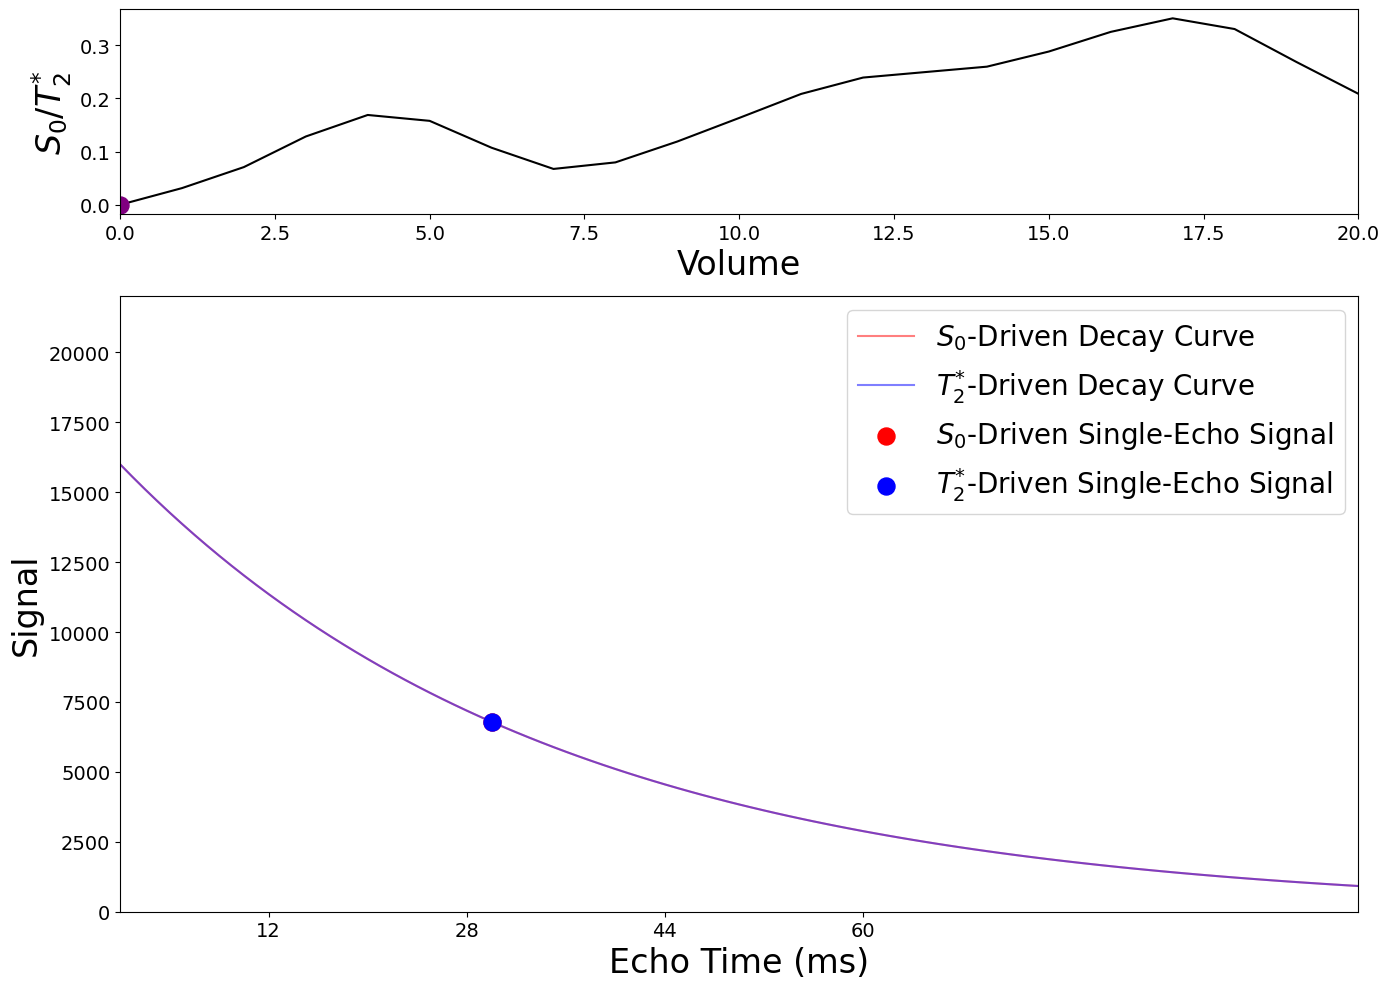 S₀/T₂*
0.3
0.2
0.1
0.0
0.0 2.5 5.0 7.5 10.0 12.5 15.0 17.5 20.0
Volume
Signal
20000
17500
15000
12500
10000
7500
5000
2500
0
S₀-Driven Decay Curve
T₂*-Driven Decay Curve
S₀-Driven Single-Echo Signal
T₂*-Driven Single-Echo Signal
12 28 44 60
Echo Time (ms)